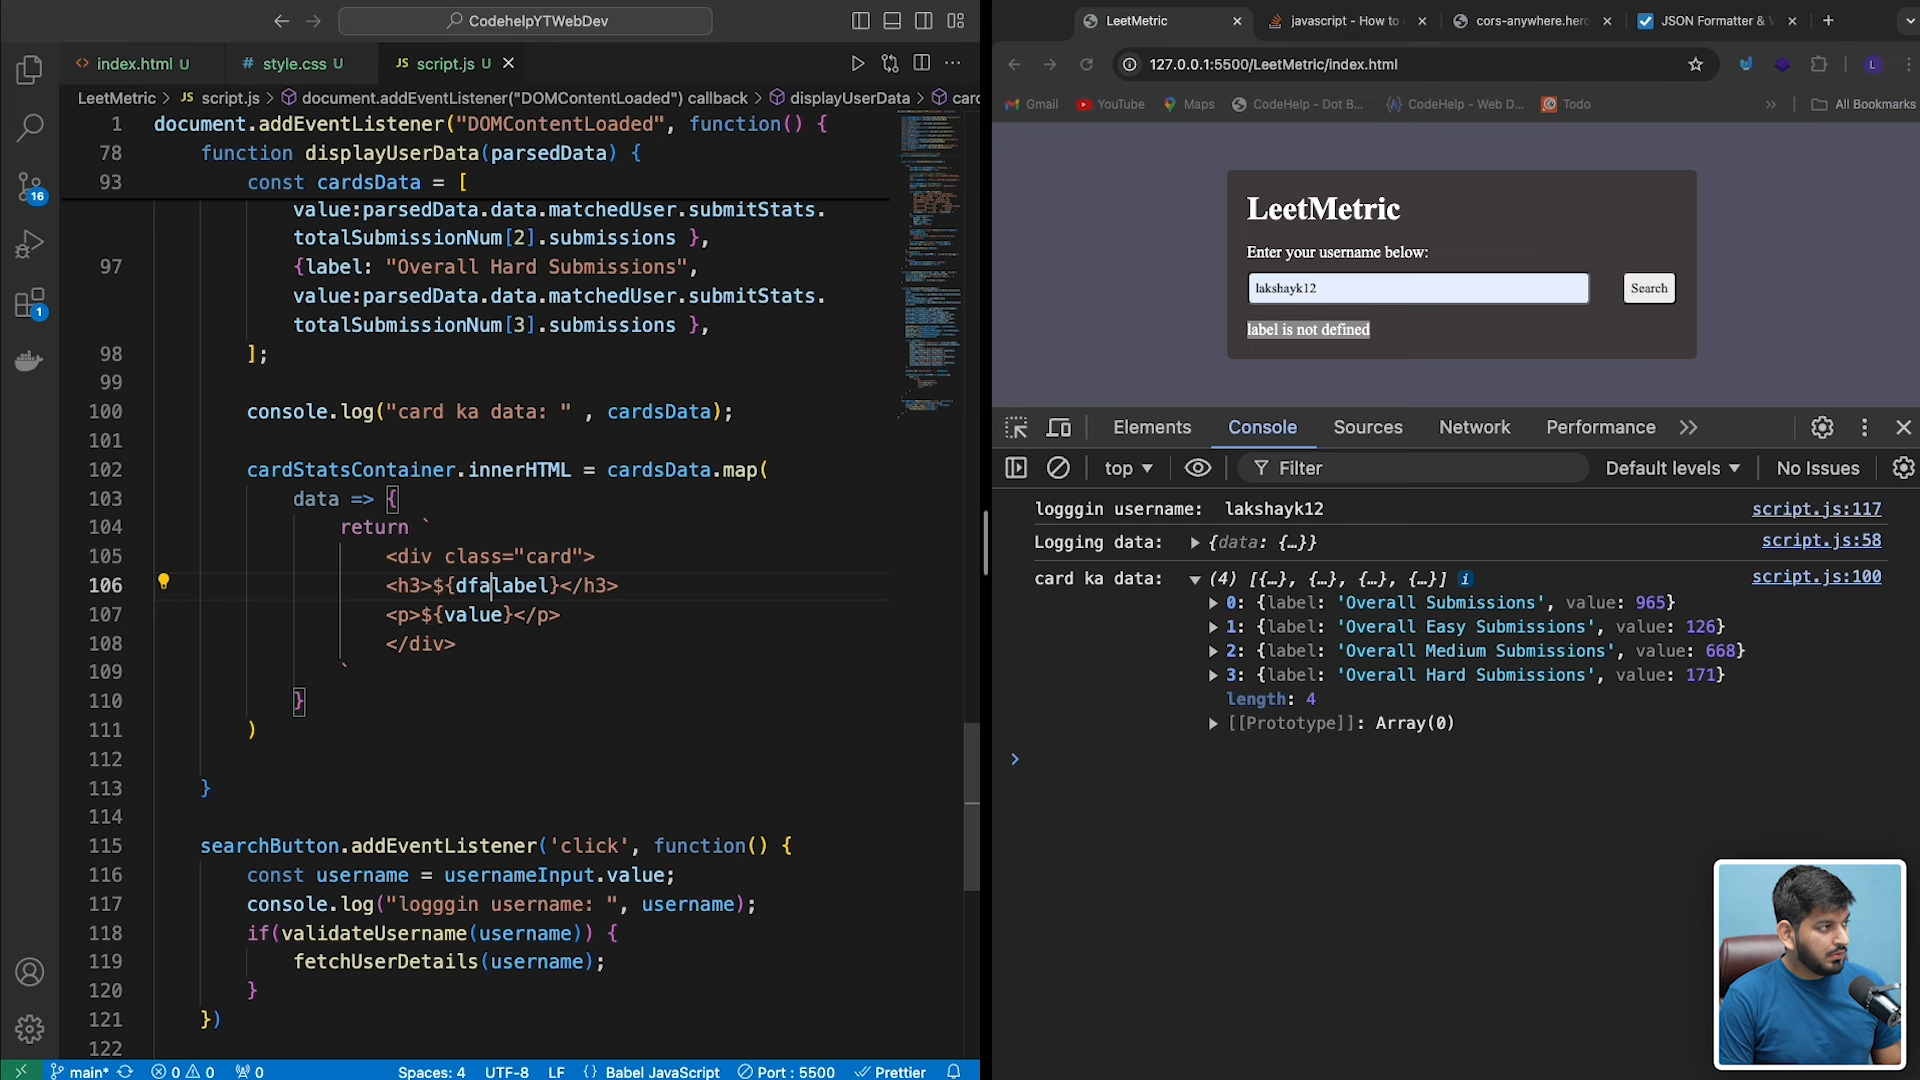 CodehelpYTWebDev
index.html U
# style.css U
JS script.js U
LeetMetric > JS script.js > document.addEventListener("DOMContentLoaded") callback > displayUserData >
1 document.addEventListener("DOMContentLoaded", function() {
78 function displayUserData(parsedData) {
93 const cardsData = [
value:parsedData.data.matchedUser.submitStats.
totalSubmissionNum[2].submissions },
97 {label: "Overall Hard Submissions",
value:parsedData.data.matchedUser.submitStats.
totalSubmissionNum[3].submissions },
98 ];
99
100 console.log("card ka data: " , cardsData);
101
102 cardStatsContainer.innerHTML = cardsData.map(
103 data => {
104 return `
105 <div class="card">
106 <h3>${dfalabel}</h3>
107 <p>${value}</p>
108 </div>
109 `
110 }
111 )
112
113 }
114
115 searchButton.addEventListener('click', function() {
116 const username = usernameInput.value;
117 console.log("logggin username: ", username);
118 if(validateUsername(username)) {
119 fetchUserDetails(username);
120 }
121 })
122
16
1
main* 0 0 0 Spaces: 4 UTF-8 LF {} Babel JavaScript Port : 5500 Prettier
LeetMetric
javascript - How to
cors-anywhere.hero
JSON Formatter &
127.0.0.1:5500/LeetMetric/index.html
L
Gmail YouTube Maps CodeHelp - Dot B... CodeHelp - Web D... Todo » All Bookmarks
LeetMetric
Enter your username below:
lakshayk12
Search
label is not defined
Elements Console Sources Network Performance »
top Filter Default levels No Issues
logggin username: lakshayk12 script.js:117
Logging data: {data: {…}} script.js:58
card ka data: (4) [{…}, {…}, {…}, {…}] i script.js:100
0: {label: 'Overall Submissions', value: 965}
1: {label: 'Overall Easy Submissions', value: 126}
2: {label: 'Overall Medium Submissions', value: 668}
3: {label: 'Overall Hard Submissions', value: 171}
length: 4
[[Prototype]]: Array(0)